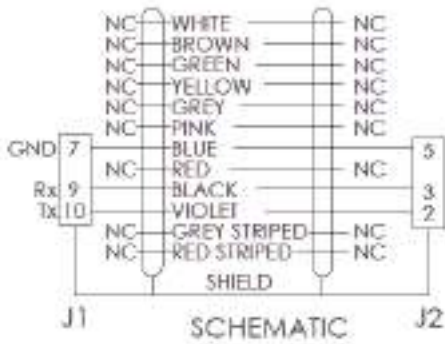 NC WHITE NC
NC BROWN NC
NC GREEN NC
NC YELLOW NC
NC GREY NC
NC PINK NC
GND 7 BLUE 5
NC RED NC
Rx 9 BLACK 3
Tx 10 VIOLET 2
NC GREY STRIPED NC
NC RED STRIPED NC
SHIELD
J1 SCHEMATIC J2